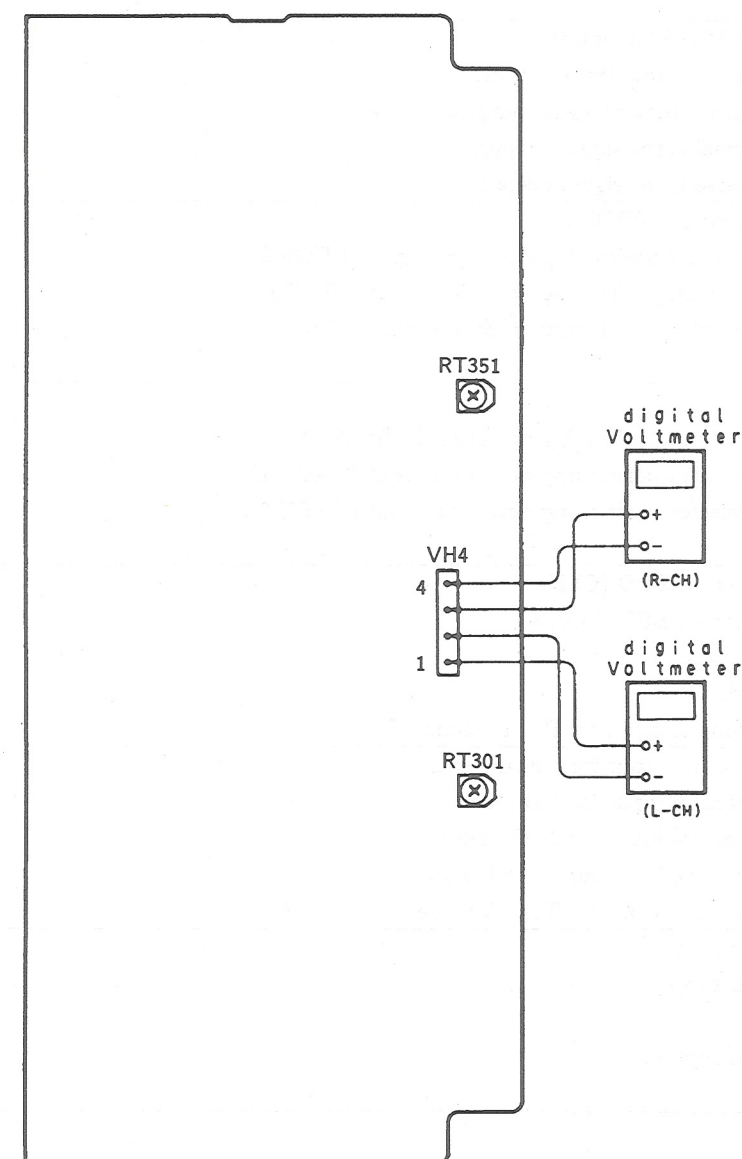 RT351
digital
Voltmeter
+
-
(R-CH)
VH4
4
1
digital
Voltmeter
+
-
(L-CH)
RT301